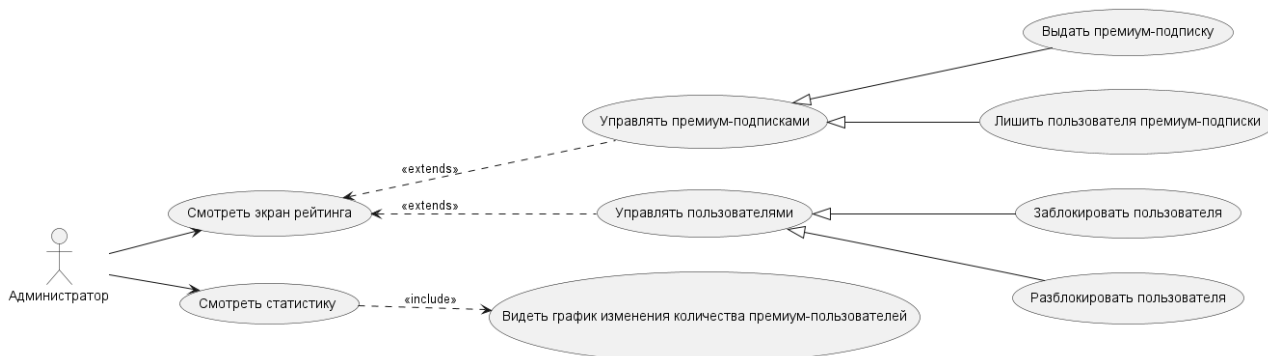 Выдать премиум-подписку
Управлять премиум-подписками
Лишить пользователя премиум-подписки
«extends»
Смотреть экран рейтинга
«extends»
Управлять пользователями
Заблокировать пользователя
Администратор
Смотреть статистику
«include»
Видеть график изменения количества премиум-пользователей
Разблокировать пользователя